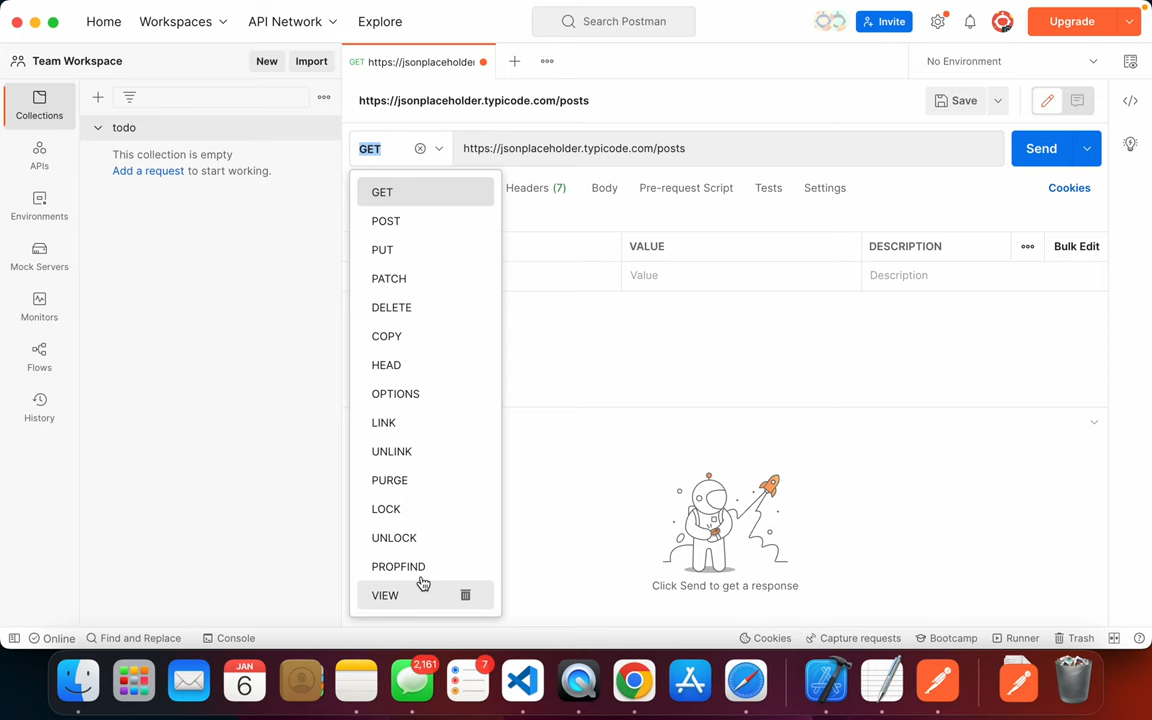 Home Workspaces API Network Explore Search Postman Invite Upgrade
Team Workspace New Import GET https://jsonplaceholder No Environment
Collections
APIs
Environments
Mock Servers
Monitors
Flows
History
todo
This collection is empty
Add a request to start working.
https://jsonplaceholder.typicode.com/posts Save
GET https://jsonplaceholder.typicode.com/posts Send
Headers (7) Body Pre-request Script Tests Settings Cookies
VALUE DESCRIPTION Bulk Edit
Value Description
GET
POST
PUT
PATCH
DELETE
COPY
HEAD
OPTIONS
LINK
UNLINK
PURGE
LOCK
UNLOCK
PROPFIND
VIEW
Click Send to get a response
Online Find and Replace Console Cookies Capture requests Bootcamp Runner Trash
JAN
6
2,161
7